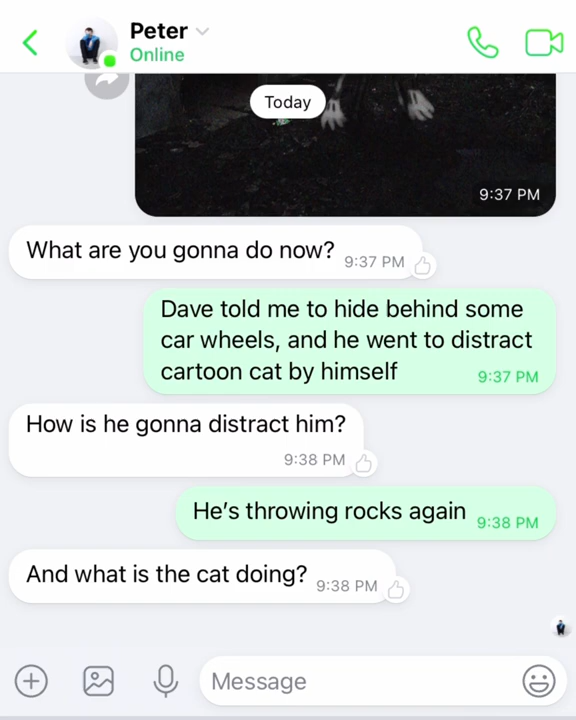 Peter
Online
Today
9:37 PM
What are you gonna do now?
9:37 PM
Dave told me to hide behind some
car wheels, and he went to distract
cartoon cat by himself
9:37 PM
How is he gonna distract him?
9:38 PM
He's throwing rocks again
9:38 PM
And what is the cat doing?
9:38 PM
Message